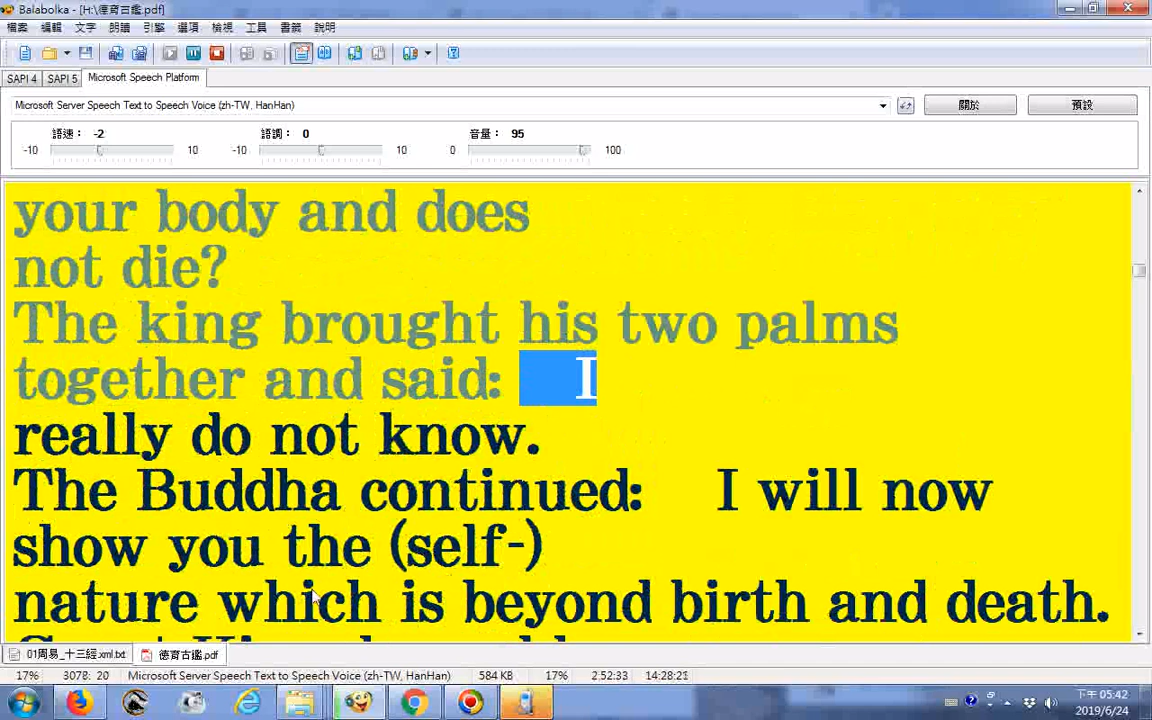 Balabolka - [H:\德育古鑑.pdf]
檔案 編輯 文字 朗讀 引擎 選項 檢視 工具 書籤 說明
SAPI 4 SAPI 5 Microsoft Speech Platform
Microsoft Server Speech Text to Speech Voice (zh-TW, HanHan) 關於 預設
語速： -2 語調： 0 音量： 95
-10 10 -10 10 0 100
your body and does
not die?
The king brought his two palms
together and said: I
really do not know.
The Buddha continued: I will now
show you the (self-)
nature which is beyond birth and death.
01周易_十三經.xml.txt 德育古鑑.pdf
17% 3078: 20 Microsoft Server Speech Text to Speech Voice (zh-TW, HanHan) 584 KB 17% 2:52:33 14:28:21
下午 05:42
2019/6/24